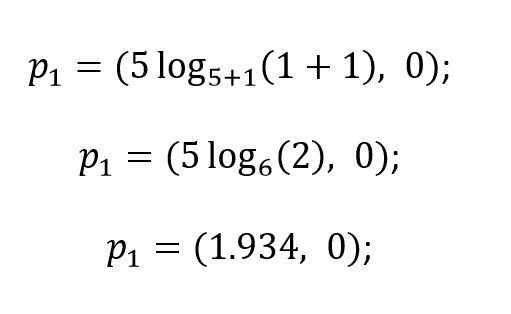 p₁ = (5 log₅₊₁(1 + 1), 0);
p₁ = (5 log₆(2), 0);
p₁ = (1.934, 0);